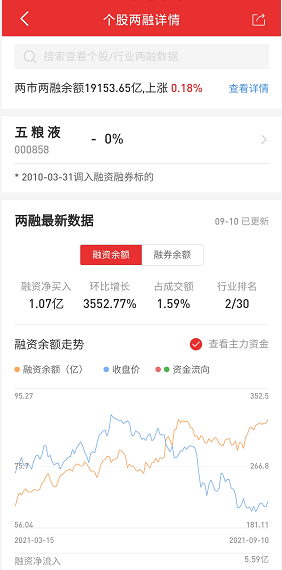 个股两融详情
搜索查看个股/行业两融数据
两市两融余额19153.65亿,上涨 0.18% 查看详情
五 粮 液 - 0%
000858
* 2010-03-31调入融资融券标的
两融最新数据 09-10 已更新
融资余额 融券余额
融资净买入 环比增长 占成交额 行业排名
1.07亿 3552.77% 1.59% 2/30
融资余额走势 查看主力资金
融资余额（亿） 收盘价 资金流向
95.27 352.5
75.7 266.8
56.04 181.11
2021-03-15 2021-09-10
融资净流入 5.59亿